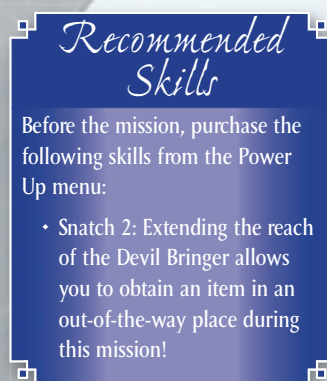 Recommended
Skills
Before the mission, purchase the
following skills from the Power
Up menu:
• Snatch 2: Extending the reach
of the Devil Bringer allows
you to obtain an item in an
out-of-the-way place during
this mission!